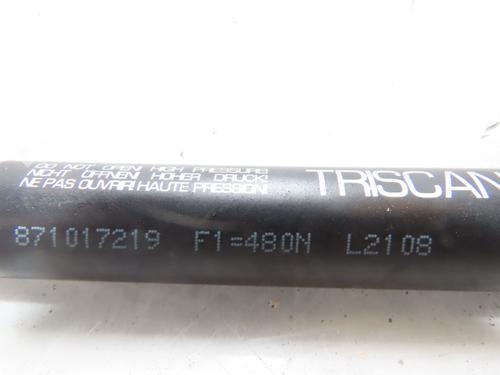 DO NOT OPEN! HIGH PRESSURE!
NICHT ÖFFNEN! HOHER DRUCK!
NE PAS OUVRIR! HAUTE PRESSION!
TRISCAN
871017219 F1=480N L2108